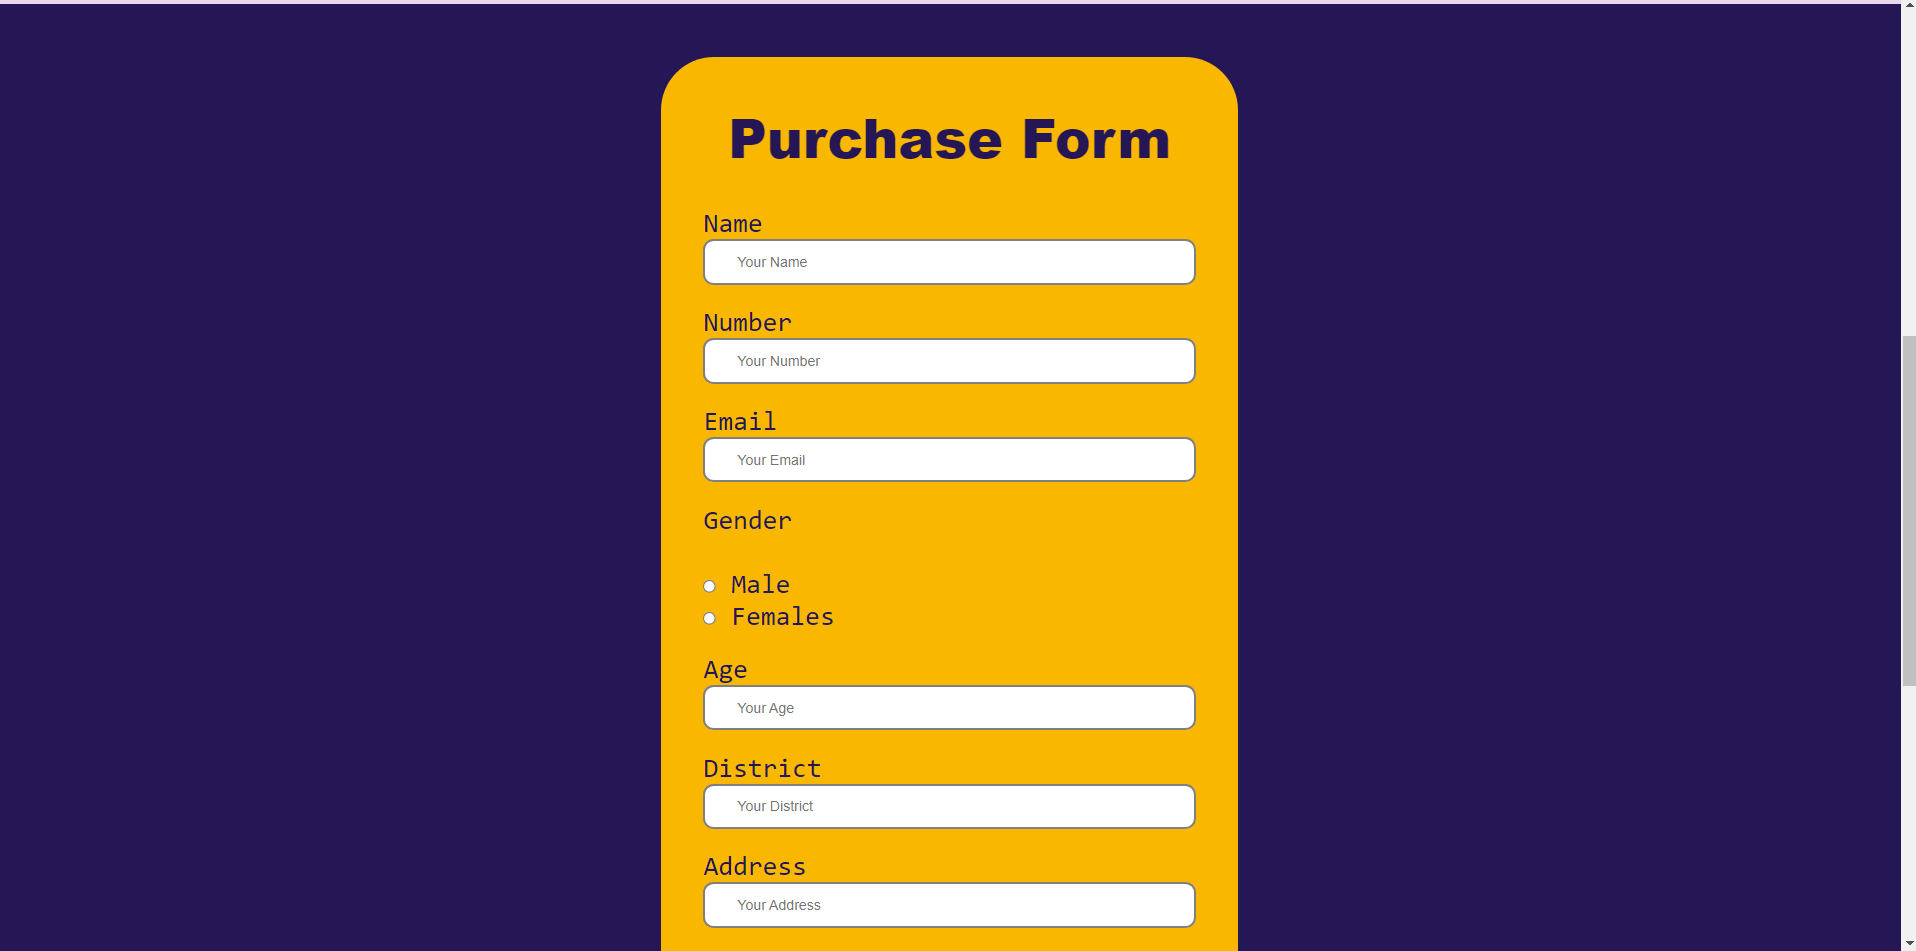 Purchase Form
Name
Your Name
Number
Your Number
Email
Your Email
Gender
Male
Females
Age
Your Age
District
Your District
Address
Your Address